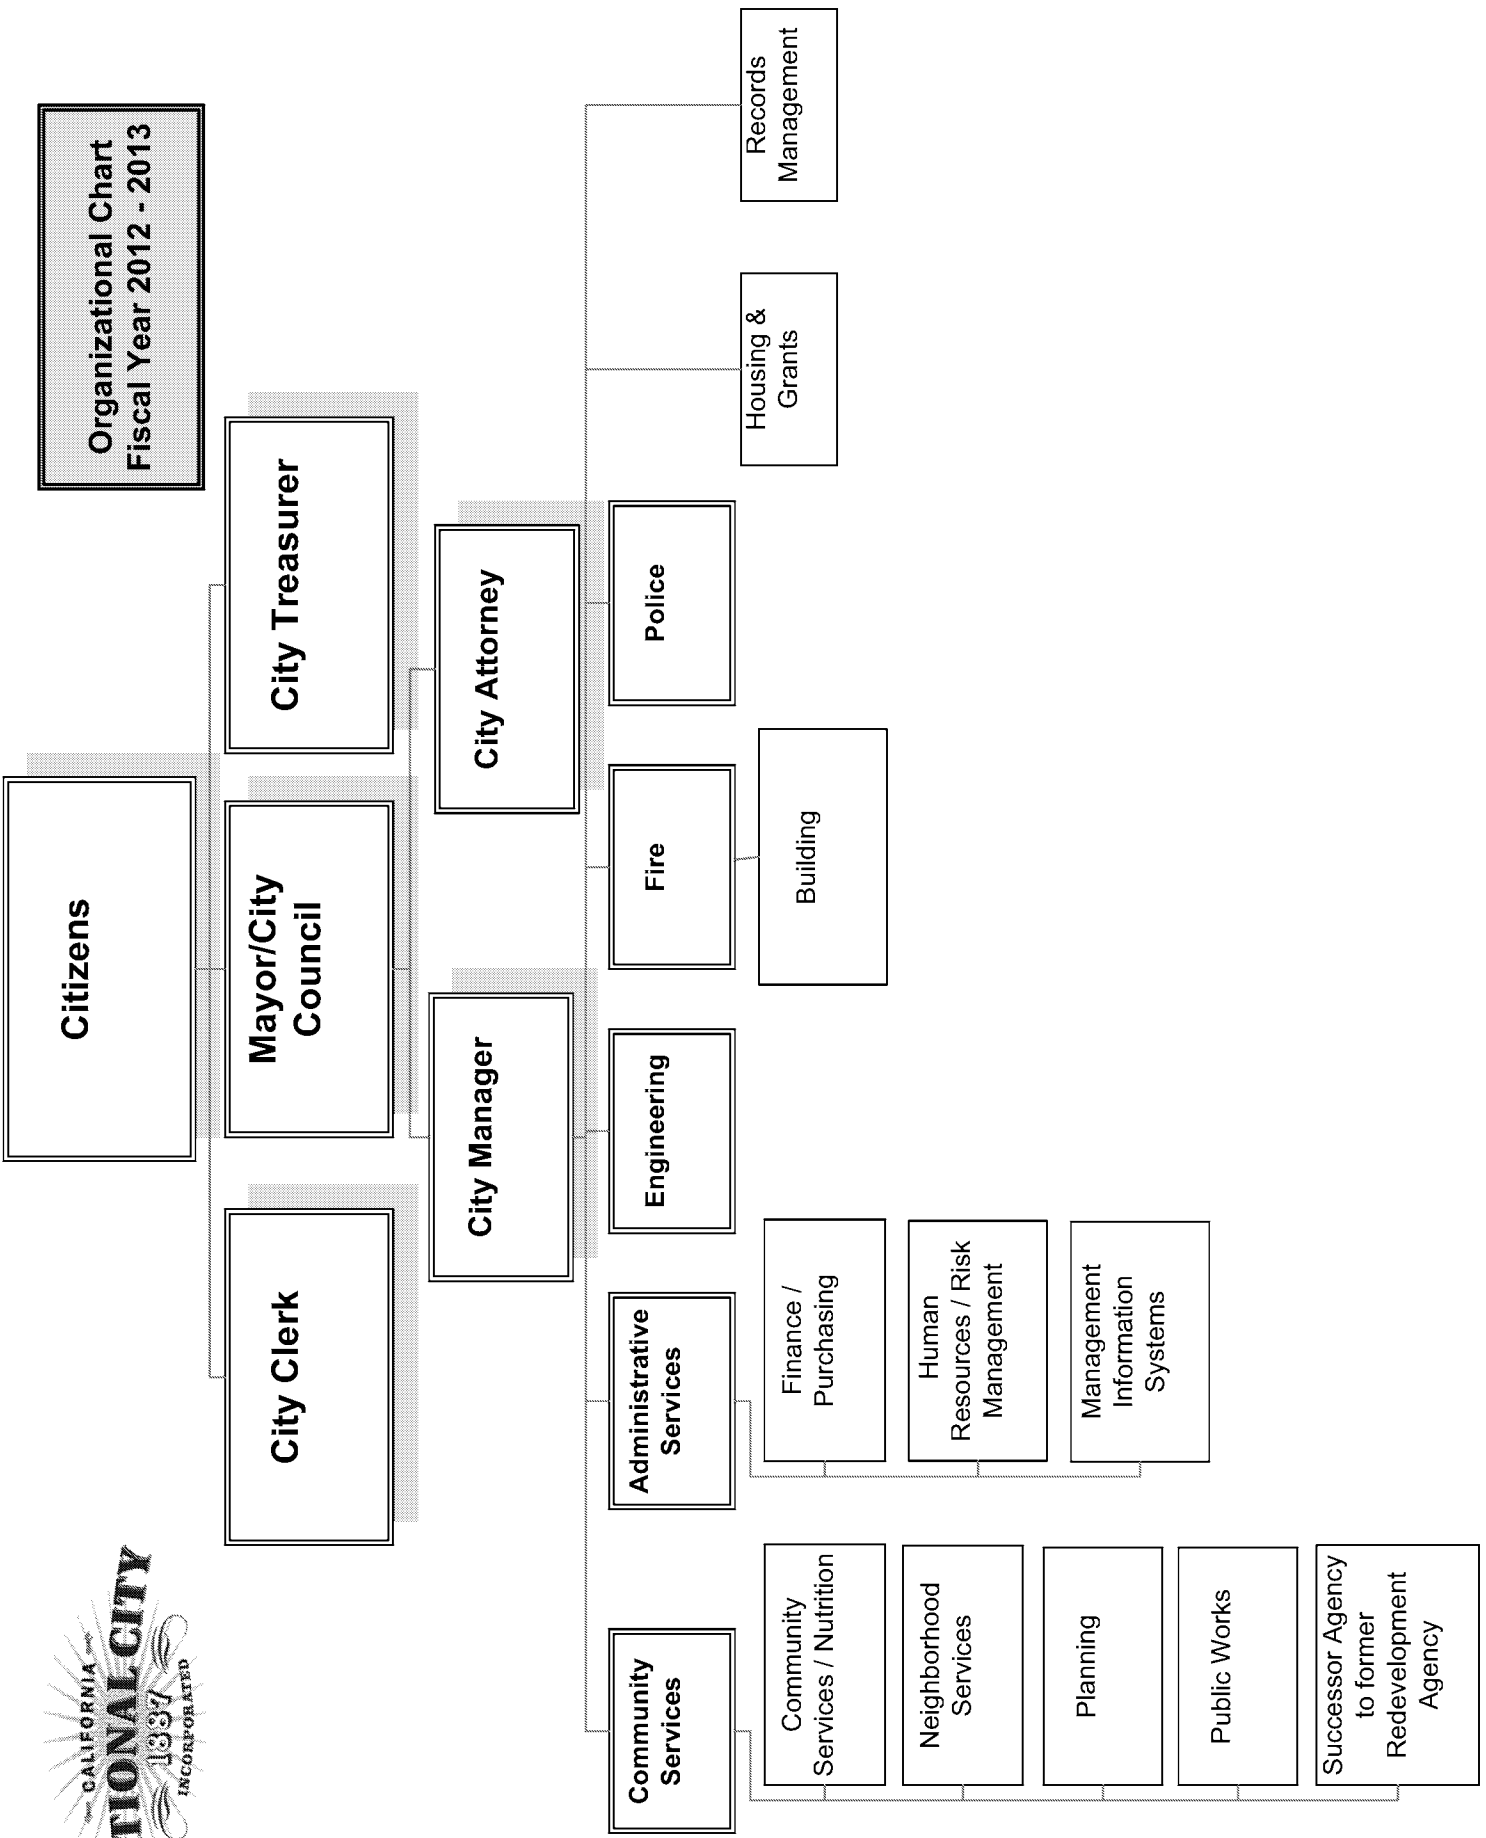 CALIFORNIA
TIONAL CITY
1887
INCORPORATED
Organizational Chart
Fiscal Year 2012 - 2013
Citizens
City Clerk
Mayor/City
Council
City Treasurer
City Manager
City Attorney
Community
Services
Administrative
Services
Engineering
Fire
Police
Housing &
Grants
Records
Management
Community
Services / Nutrition
Neighborhood
Services
Planning
Public Works
Successor Agency
to former
Redevelopment
Agency
Finance /
Purchasing
Human
Resources / Risk
Management
Management
Information
Systems
Building